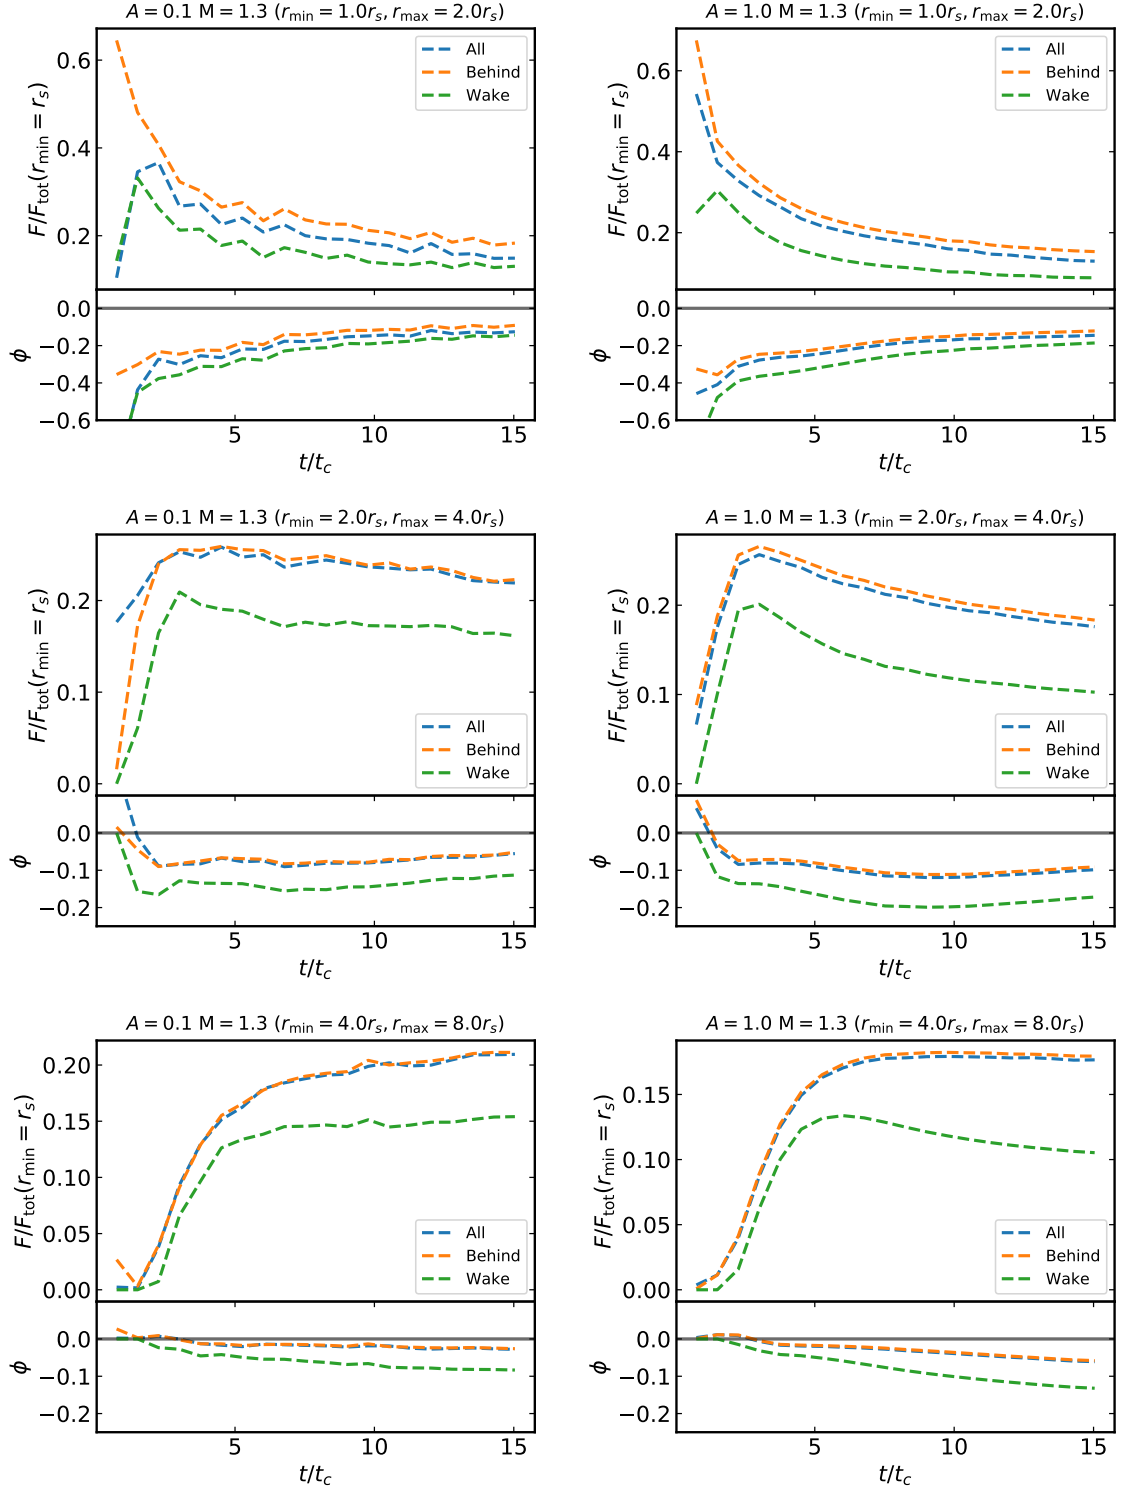 A = 0.1 M = 1.3 (r_min = 1.0r_s, r_max = 2.0r_s)
F/F_tot(r_min = r_s)
0.6
0.4
0.2
All
Behind
Wake
ϕ
0.0
−0.2
−0.4
−0.6
5 10 15
t/t_c
A = 1.0 M = 1.3 (r_min = 1.0r_s, r_max = 2.0r_s)
F/F_tot(r_min = r_s)
0.6
0.4
0.2
All
Behind
Wake
ϕ
0.0
−0.2
−0.4
−0.6
5 10 15
t/t_c
A = 0.1 M = 1.3 (r_min = 2.0r_s, r_max = 4.0r_s)
F/F_tot(r_min = r_s)
0.2
0.1
0.0
All
Behind
Wake
ϕ
0.0
−0.1
−0.2
5 10 15
t/t_c
A = 1.0 M = 1.3 (r_min = 2.0r_s, r_max = 4.0r_s)
F/F_tot(r_min = r_s)
0.2
0.1
0.0
All
Behind
Wake
ϕ
0.0
−0.1
−0.2
5 10 15
t/t_c
A = 0.1 M = 1.3 (r_min = 4.0r_s, r_max = 8.0r_s)
F/F_tot(r_min = r_s)
0.20
0.15
0.10
0.05
0.00
All
Behind
Wake
ϕ
0.0
−0.1
−0.2
5 10 15
t/t_c
A = 1.0 M = 1.3 (r_min = 4.0r_s, r_max = 8.0r_s)
F/F_tot(r_min = r_s)
0.15
0.10
0.05
0.00
All
Behind
Wake
ϕ
0.0
−0.1
−0.2
5 10 15
t/t_c